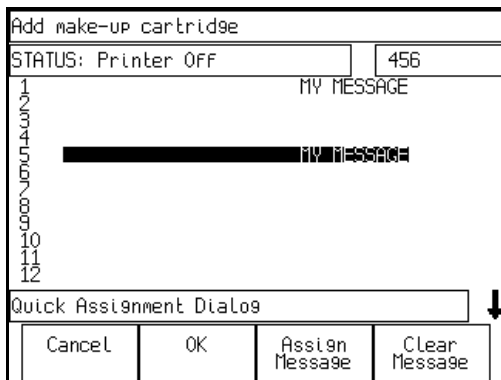 Add make-up cartridge
STATUS: Printer Off 456
1 MY MESSAGE
2
3
4
5 MY MESSAGE
6
7
8
9
10
11
12
Quick Assignment Dialog
Cancel OK Assign Message Clear Message